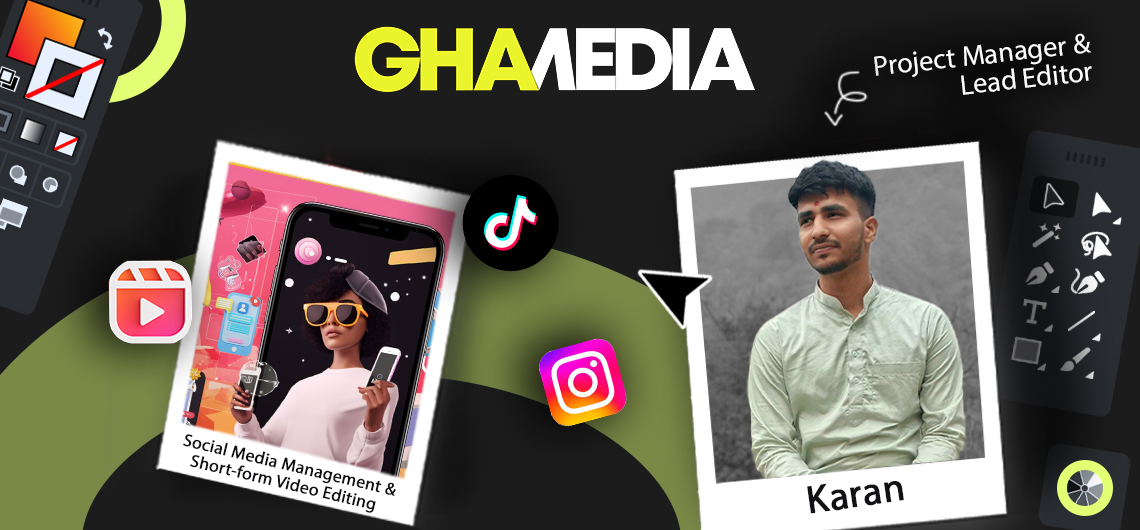 GHAMEDIA
Project Manager &
Lead Editor
Social Media Management &
Short-form Video Editing
Karan
T